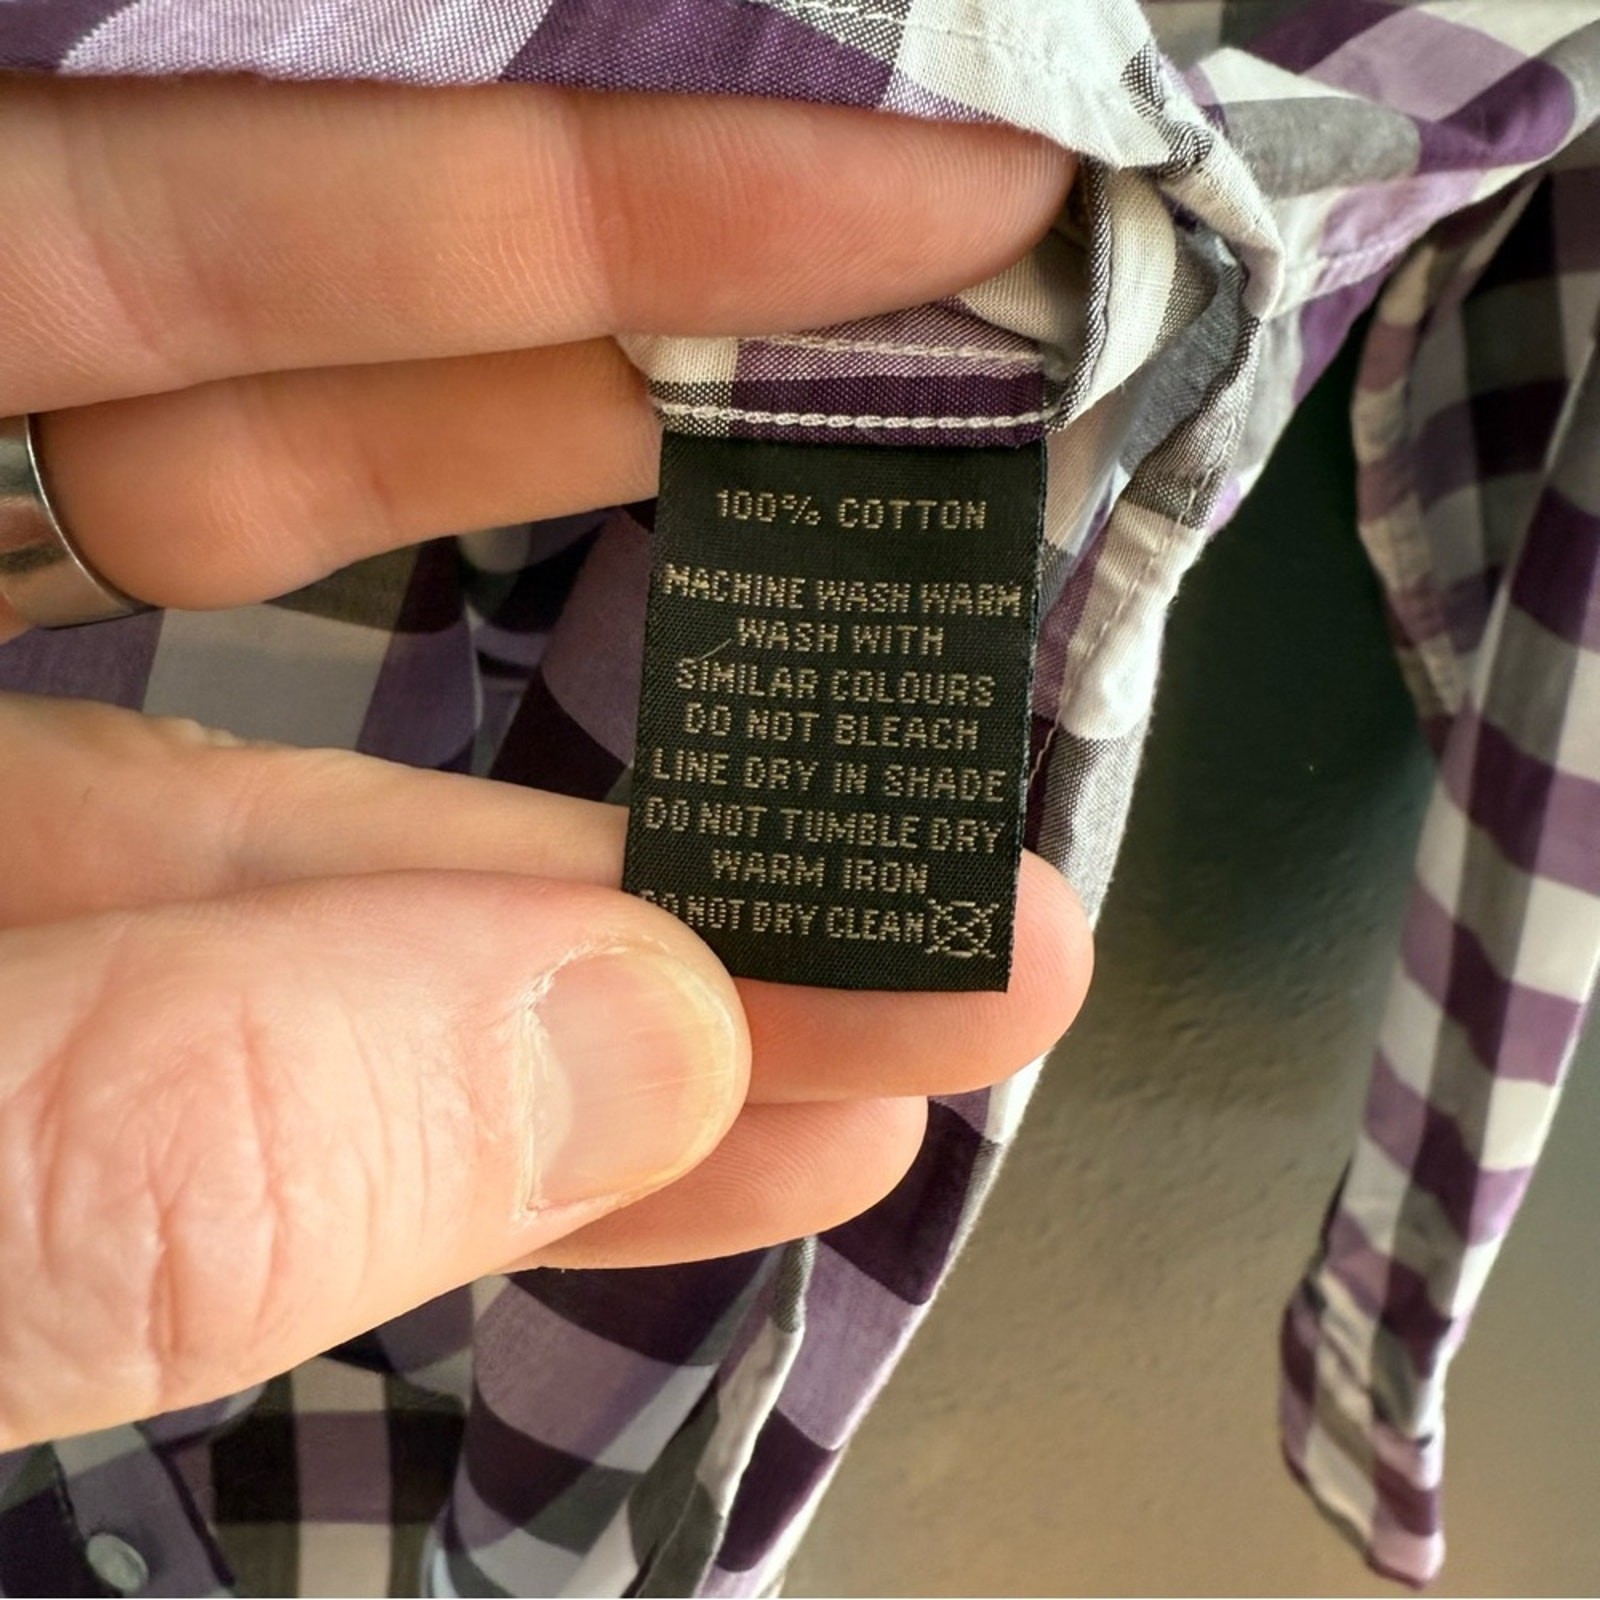 100% COTTON
MACHINE WASH WARM
WASH WITH
SIMILAR COLOURS
DO NOT BLEACH
LINE DRY IN SHADE
DO NOT TUMBLE DRY
WARM IRON
DO NOT DRY CLEAN